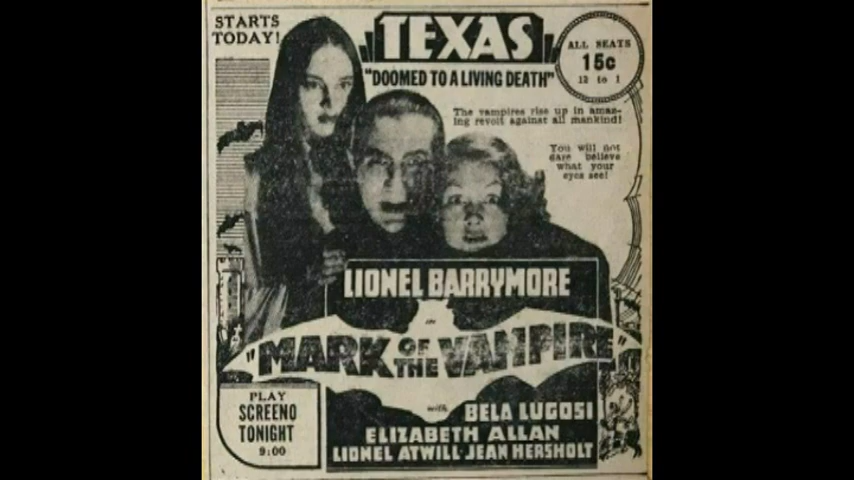 STARTS
TODAY!
TEXAS
"DOOMED TO A LIVING DEATH"
ALL SEATS
15c
12 to 1
The vampires rise up in amaz-
ing revolt against all mankind!
You will not
dare believe
what your
eyes see!
LIONEL BARRYMORE
in
"MARK OF THE VAMPIRE"
with BELA LUGOSI
ELIZABETH ALLAN
LIONEL ATWILL-JEAN HERSHOLT
PLAY
SCREENO
TONIGHT
9:00